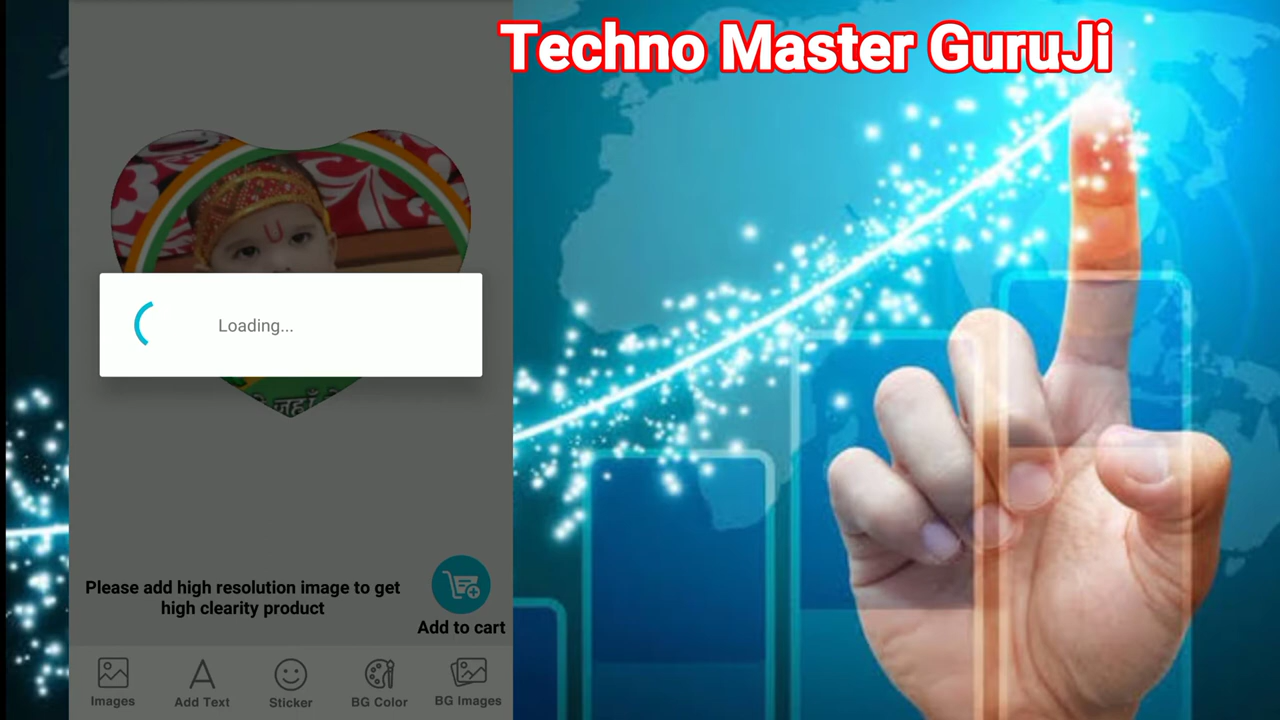 Techno Master GuruJi
Loading...
जहाँ
Please add high resolution image to get
high clearity product
Add to cart
Images
Add Text
Sticker
BG Color
BG Images